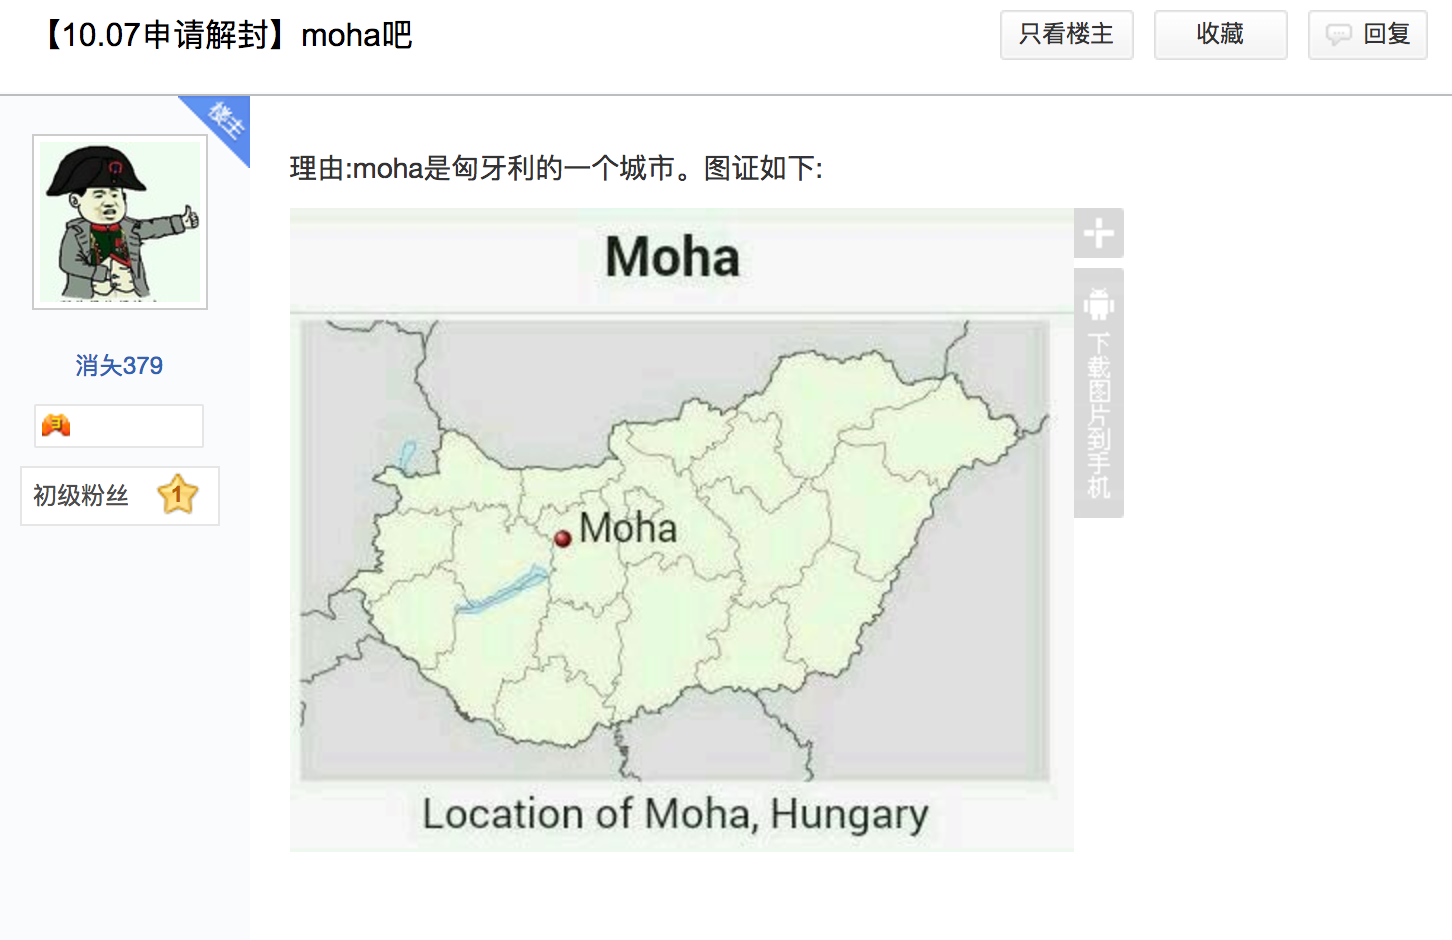 【10.07申请解封】moha吧
只看楼主
收藏
回复
楼主
理由:moha是匈牙利的一个城市。图证如下:
消夨379
3
初级粉丝 1
Moha
Moha
Location of Moha, Hungary
下载图片到手机